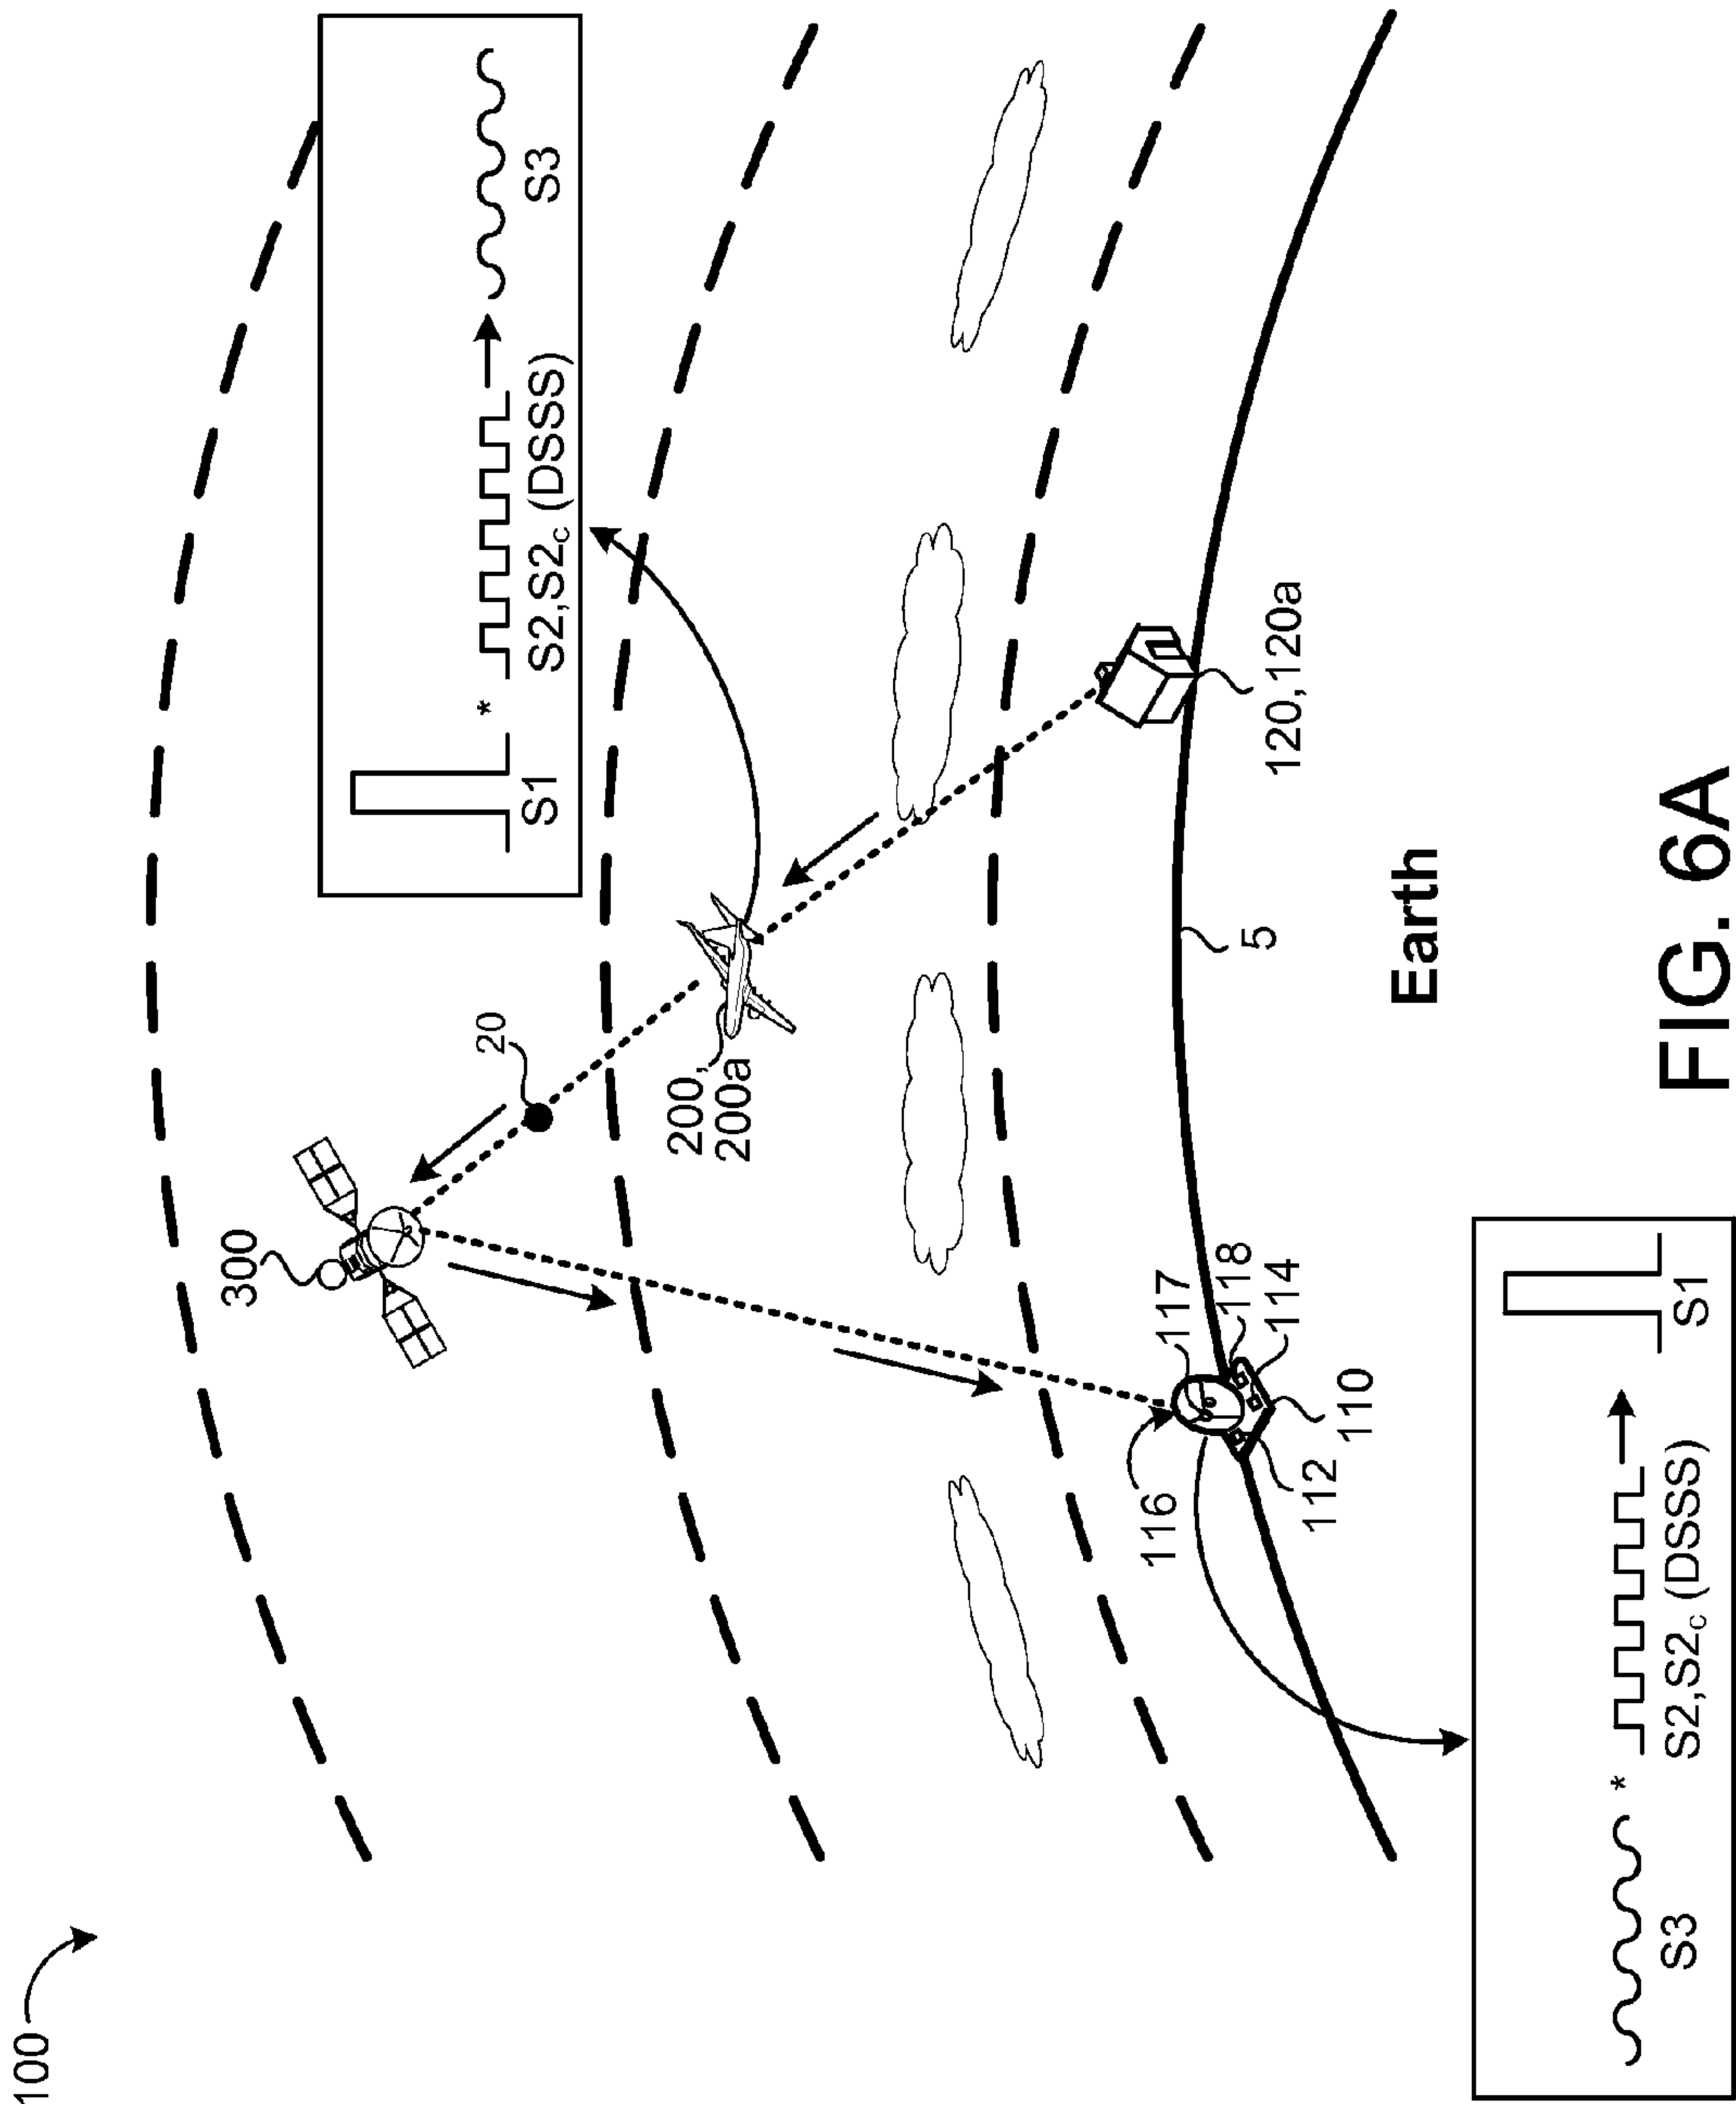 100
300
20
S1
*
S2,S2c (DSSS)
S3
200,
200a
116
117
118
114
112
110
5
120,120a
Earth
S3
*
S2,S2c (DSSS)
S1
FIG. 6A